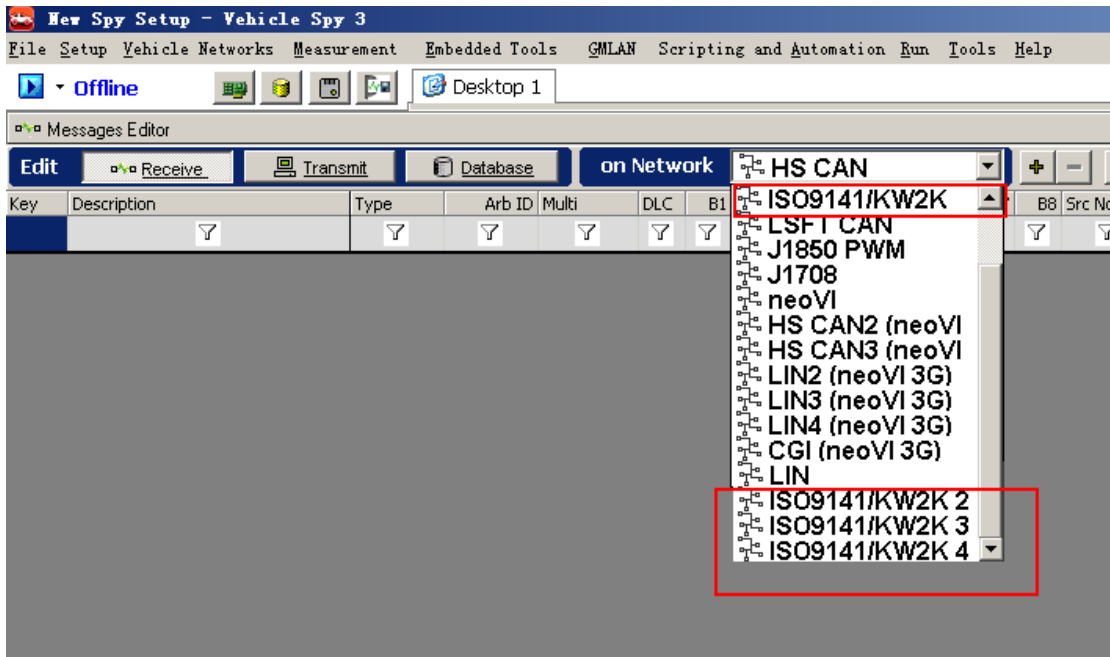 New Spy Setup - Vehicle Spy 3
File Setup Vehicle Networks Measurement Embedded Tools GMLAN Scripting and Automation Run Tools Help
Offline Desktop 1
Messages Editor
Edit Receive Transmit Database on Network HS CAN
Key Description Type Arb ID Multi DLC B1 B8 Src No
ISO9141/KW2K
LSFT CAN
J1850 PWM
J1708
neoVI
HS CAN2 (neoVI
HS CAN3 (neoVI
LIN2 (neoVI 3G)
LIN3 (neoVI 3G)
LIN4 (neoVI 3G)
CGI (neoVI 3G)
LIN
ISO9141/KW2K 2
ISO9141/KW2K 3
ISO9141/KW2K 4